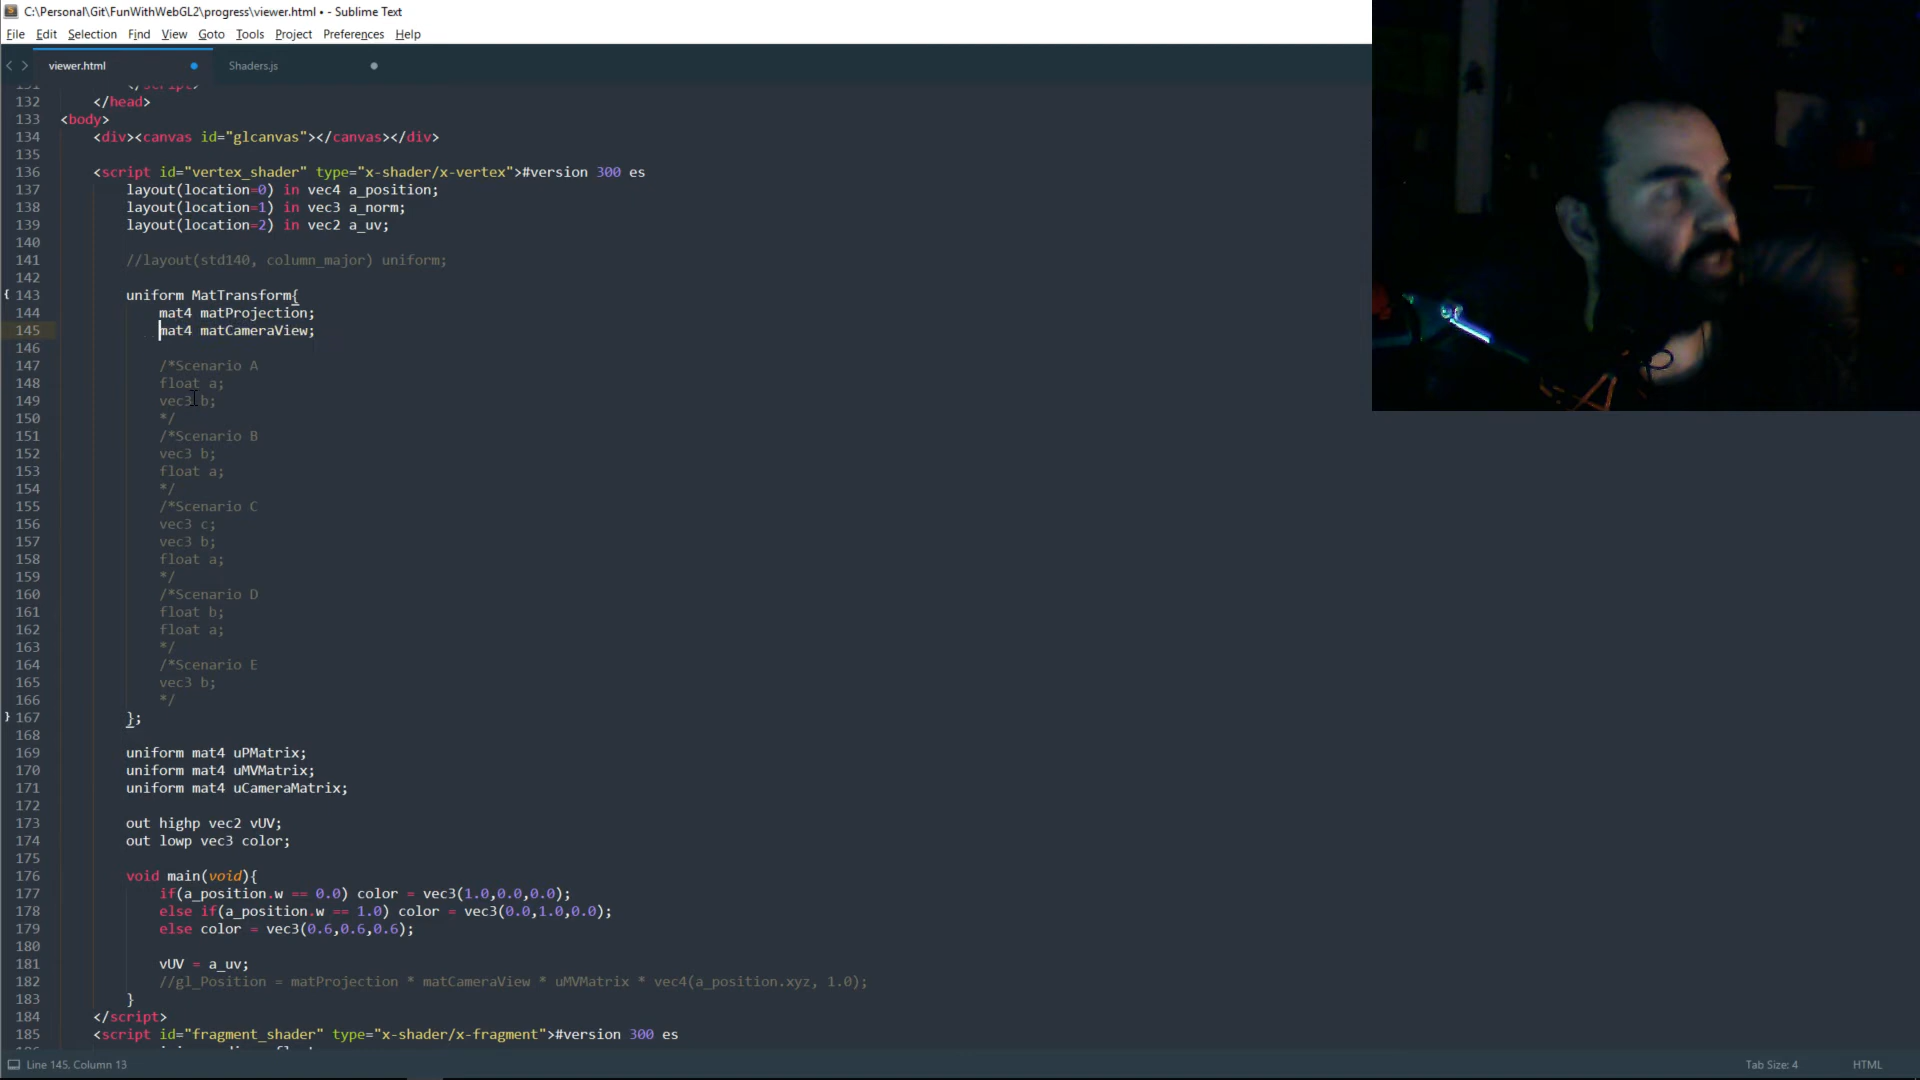 C:\Personal\Git\FunWithWebGL2\progress\viewer.html • - Sublime Text
File Edit Selection Find View Goto Tools Project Preferences Help
viewer.html Shaders.js
131 </script>
132 </head>
133 <body>
134 <div><canvas id="glcanvas"></canvas></div>
135
136 <script id="vertex_shader" type="x-shader/x-vertex">#version 300 es
137 layout(location=0) in vec4 a_position;
138 layout(location=1) in vec3 a_norm;
139 layout(location=2) in vec2 a_uv;
140
141 //layout(std140, column_major) uniform;
142
143 uniform MatTransform{
144 mat4 matProjection;
145 mat4 matCameraView;
146
147 /*Scenario A
148 float a;
149 vec3 b;
150 */
151 /*Scenario B
152 vec3 b;
153 float a;
154 */
155 /*Scenario C
156 vec3 c;
157 vec3 b;
158 float a;
159 */
160 /*Scenario D
161 float b;
162 float a;
163 */
164 /*Scenario E
165 vec3 b;
166 */
167 };
168
169 uniform mat4 uPMatrix;
170 uniform mat4 uMVMatrix;
171 uniform mat4 uCameraMatrix;
172
173 out highp vec2 vUV;
174 out lowp vec3 color;
175
176 void main(void){
177 if(a_position.w == 0.0) color = vec3(1.0,0.0,0.0);
178 else if(a_position.w == 1.0) color = vec3(0.0,1.0,0.0);
179 else color = vec3(0.6,0.6,0.6);
180
181 vUV = a_uv;
182 //gl_Position = matProjection * matCameraView * uMVMatrix * vec4(a_position.xyz, 1.0);
183 }
184 </script>
185 <script id="fragment_shader" type="x-shader/x-fragment">#version 300 es
Line 145, Column 13
Tab Size: 4 HTML